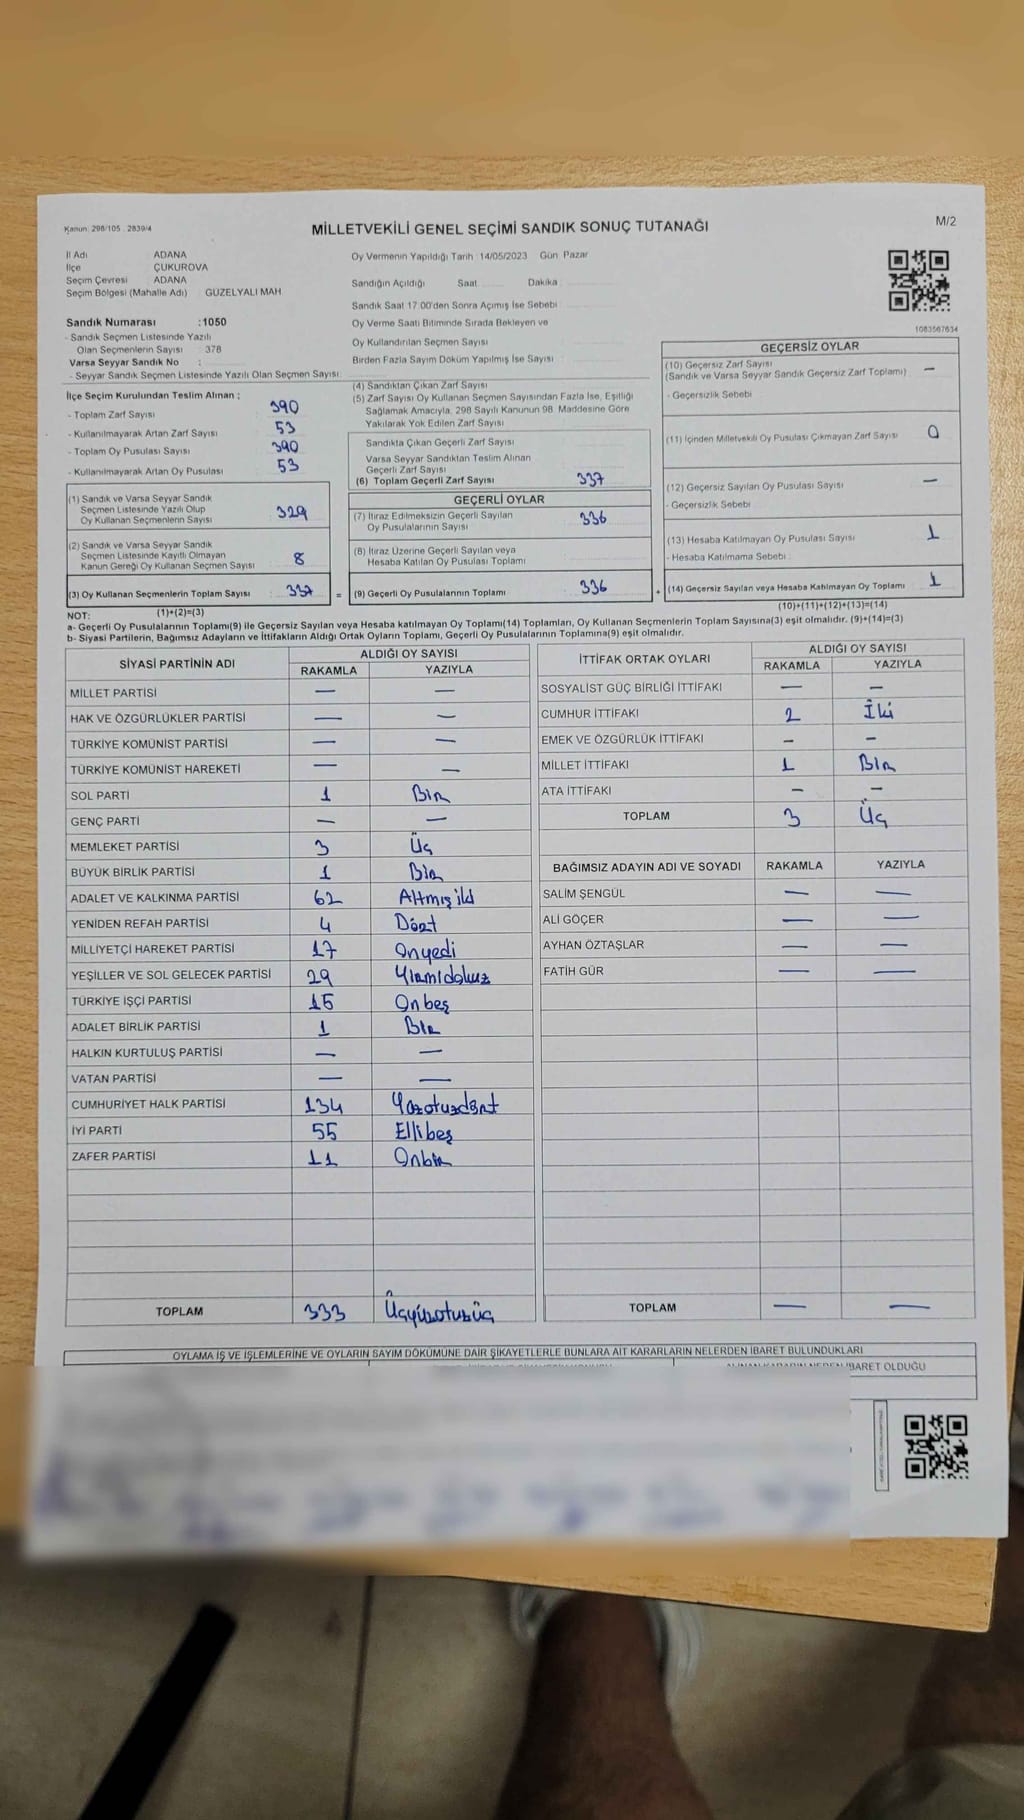 Kanun: 298/105 . 2839/4
MİLLETVEKİLİ GENEL SEÇİMİ SANDIK SONUÇ TUTANAĞI
M/2
İl Adı ADANA
İlçe ÇUKUROVA
Seçim Çevresi ADANA
Seçim Bölgesi (Mahalle Adı) GÜZELYALI MAH
Sandık Numarası :1050
- Sandık Seçmen Listesinde Yazılı
Olan Seçmenlerin Sayısı : 378
Varsa Seyyar Sandık No :
- Seyyar Sandık Seçmen Listesinde Yazılı Olan Seçmen Sayısı:
Oy Vermenin Yapıldığı Tarih :14/05/2023 Gün Pazar
Sandığın Açıldığı Saat Dakika
Sandık Saat 17.00'den Sonra Açımış İse Sebebi
Oy Verme Saati Bitiminde Sırada Bekleyen ve
Oy Kullandırılan Seçmen Sayısı
Birden Fazla Sayım Döküm Yapılmış İse Sayısı
1083567634
İlçe Seçim Kurulundan Teslim Alınan ;
- Toplam Zarf Sayısı 390
- Kullanılmayarak Artan Zarf Sayısı 53
- Toplam Oy Pusulası Sayısı 390
- Kullanılmayarak Artan Oy Pusulası 53
(1) Sandık ve Varsa Seyyar Sandık
Seçmen Listesinde Yazılı Olup
Oy Kullanan Seçmenlerin Sayısı 329
(2) Sandık ve Varsa Seyyar Sandık
Seçmen Listesinde Kayıtlı Olmayan
Kanun Gereği Oy Kullanan Seçmen Sayısı 8
(3) Oy Kullanan Seçmenlerin Toplam Sayısı : 337 =
(4) Sandıktan Çıkan Zarf Sayısı
(5) Zarf Sayısı Oy Kullanan Seçmen Sayısından Fazla İse, Eşitliği
Sağlamak Amacıyla, 298 Sayılı Kanunun 98. Maddesine Göre
Yakılarak Yok Edilen Zarf Sayısı
Sandıkta Çıkan Geçerli Zarf Sayısı
Varsa Seyyar Sandıktan Teslim Alınan
Geçerli Zarf Sayısı
(6) Toplam Geçerli Zarf Sayısı 337
GEÇERLİ OYLAR
(7) İtiraz Edilmeksizin Geçerli Sayılan
Oy Pusulalarının Sayısı 336
(8) İtiraz Üzerine Geçerli Sayılan veya
Hesaba Katılan Oy Pusulası Toplamı
(9) Geçerli Oy Pusulalarının Toplamı : 336 +
GEÇERSİZ OYLAR
(10) Geçersiz Zarf Sayısı
(Sandık ve Varsa Seyyar Sandık Geçersiz Zarf Toplamı) —
- Geçersizlik Sebebi
(11) İçinden Milletvekili Oy Pusulası Çıkmayan Zarf Sayısı 0
(12) Geçersiz Sayılan Oy Pusulası Sayısı —
- Geçersizlik Sebebi
(13) Hesaba Katılmayan Oy Pusulası Sayısı 1
- Hesaba Katılmama Sebebi
(14) Geçersiz Sayılan veya Hesaba Katılmayan Oy Toplamı 1
NOT: (1)+(2)=(3) (10)+(11)+(12)+(13)=(14)
a- Geçerli Oy Pusulalarının Toplamı(9) ile Geçersiz Sayılan veya Hesaba katılmayan Oy Toplamı(14) Toplamları, Oy Kullanan Seçmenlerin Toplam Sayısına(3) eşit olmalıdır. (9)+(14)=(3)
b- Siyasi Partilerin, Bağımsız Adayların ve İttifakların Aldığı Ortak Oyların Toplamı, Geçerli Oy Pusulalarının Toplamına(9) eşit olmalıdır.
SİYASİ PARTİNİN ADI ALDIĞI OY SAYISI
RAKAMLA YAZIYLA
MİLLET PARTİSİ — —
HAK VE ÖZGÜRLÜKLER PARTİSİ — —
TÜRKİYE KOMÜNİST PARTİSİ — —
TÜRKİYE KOMÜNİST HAREKETİ — —
SOL PARTİ 1 Bir
GENÇ PARTİ — —
MEMLEKET PARTİSİ 3 Üç
BÜYÜK BİRLİK PARTİSİ 1 Bir
ADALET VE KALKINMA PARTİSİ 62 Altmışiki
YENİDEN REFAH PARTİSİ 4 Dört
MİLLİYETÇİ HAREKET PARTİSİ 17 Onyedi
YEŞİLLER VE SOL GELECEK PARTİSİ 29 Yirmidokuz
TÜRKİYE İŞÇİ PARTİSİ 15 Onbeş
ADALET BİRLİK PARTİSİ 1 Bir
HALKIN KURTULUŞ PARTİSİ — —
VATAN PARTİSİ — —
CUMHURİYET HALK PARTİSİ 134 Yüzotuzdört
İYİ PARTİ 55 Ellibeş
ZAFER PARTİSİ 11 Onbir
TOPLAM 333 Üçyüzotuzüç
İTTİFAK ORTAK OYLARI ALDIĞI OY SAYISI
RAKAMLA YAZIYLA
SOSYALİST GÜÇ BİRLİĞİ İTTİFAKI — —
CUMHUR İTTİFAKI 2 İki
EMEK VE ÖZGÜRLÜK İTTİFAKI — —
MİLLET İTTİFAKI 1 Bir
ATA İTTİFAKI — —
TOPLAM 3 Üç
BAĞIMSIZ ADAYIN ADI VE SOYADI RAKAMLA YAZIYLA
SALİM ŞENGÜL — —
ALİ GÖÇER — —
AYHAN ÖZTAŞLAR — —
FATİH GÜR — —
TOPLAM — —
OYLAMA İŞ VE İŞLEMLERİNE VE OYLARIN SAYIM DÖKÜMÜNE DAİR ŞİKAYETLERLE BUNLARA AİT KARARLARIN NELERDEN İBARET BULUNDUKLARI
OLDUĞU